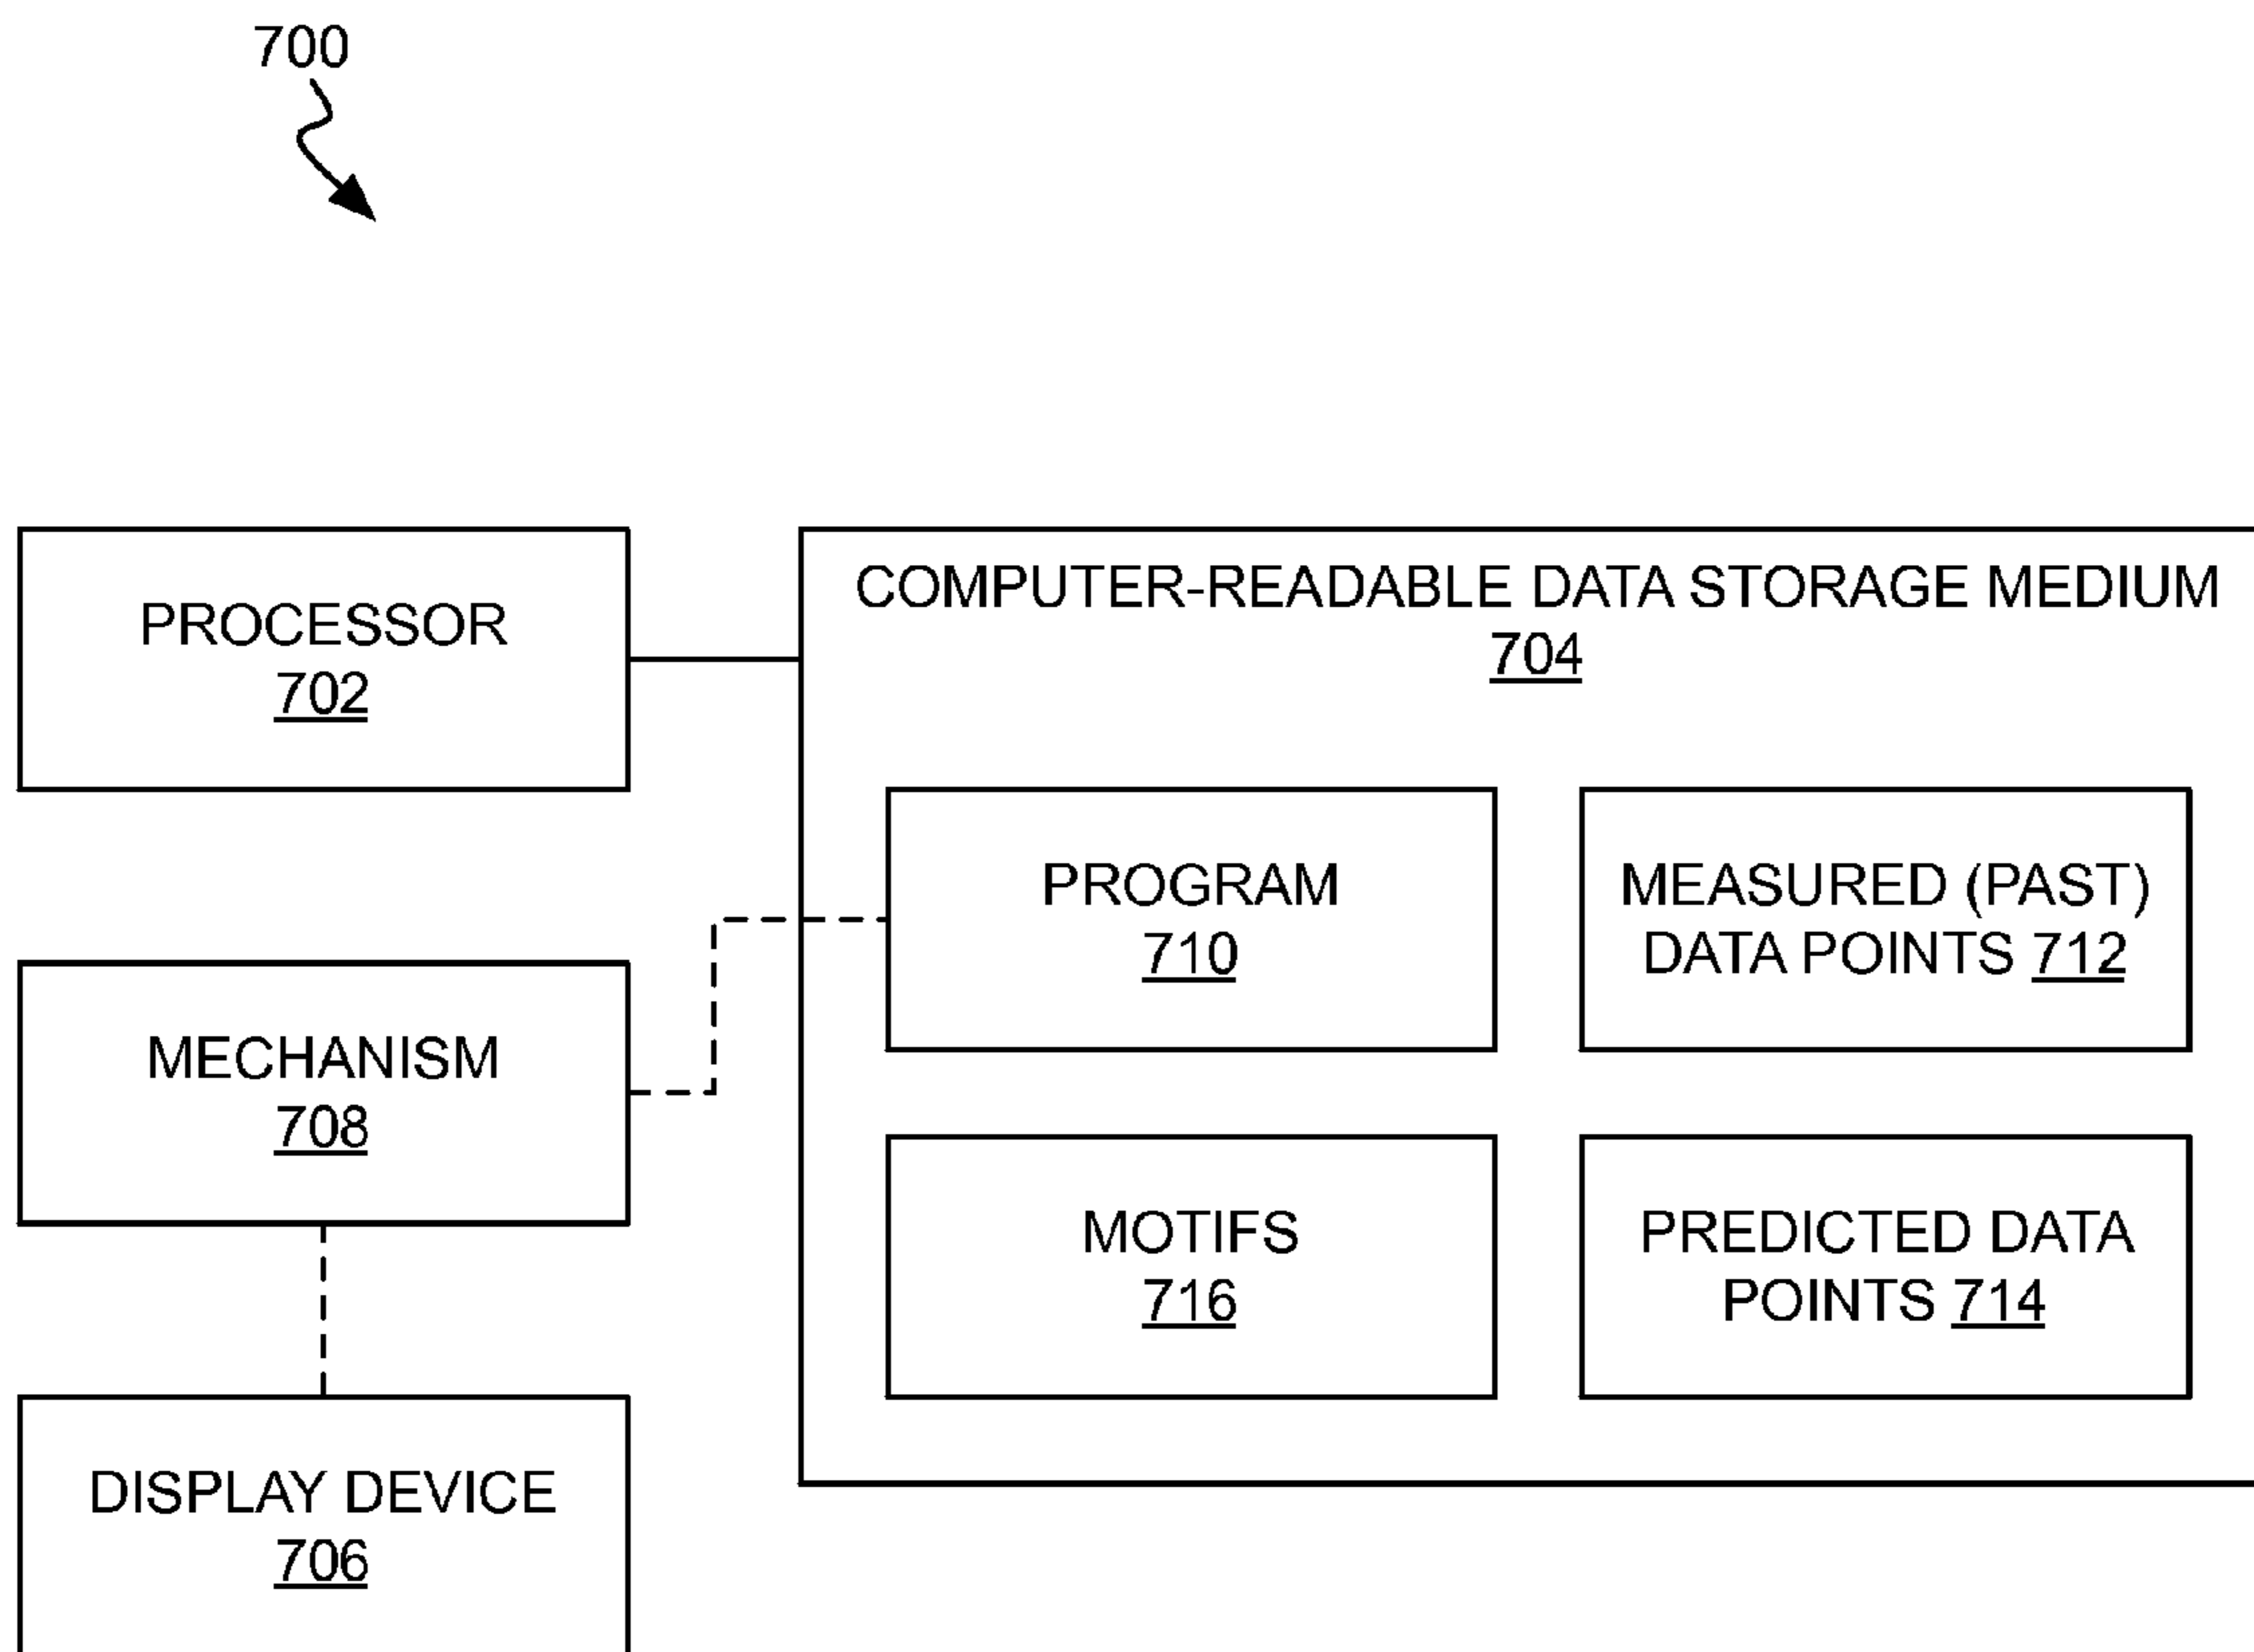 700
PROCESSOR
702
COMPUTER-READABLE DATA STORAGE MEDIUM
704
PROGRAM
710
MEASURED (PAST)
DATA POINTS 712
MECHANISM
708
MOTIFS
716
PREDICTED DATA
POINTS 714
DISPLAY DEVICE
706